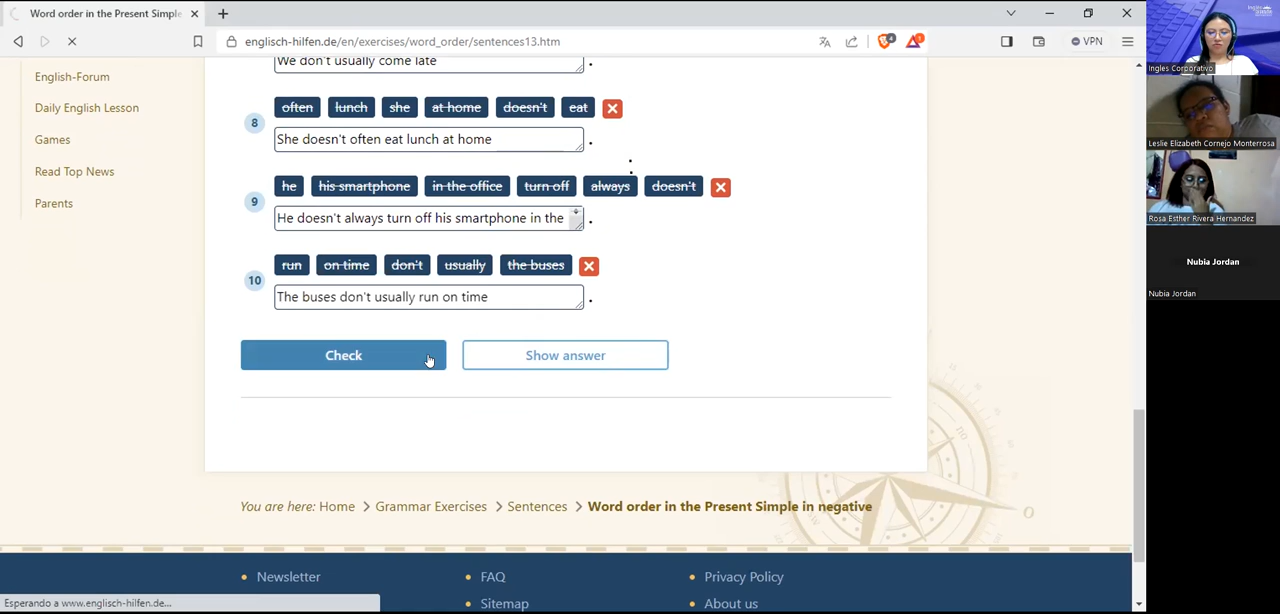 Word order in the Present Simple
englisch-hilfen.de/en/exercises/word_order/sentences13.htm
4
1
VPN
English-Forum
Daily English Lesson
Games
Read Top News
Parents
We don't usually come late .
often lunch she at home doesn't eat
8
She doesn't often eat lunch at home .
he his smartphone in the office turn off always doesn't
9
He doesn't always turn off his smartphone in the .
run on time don't usually the buses
10
The buses don't usually run on time .
Check Show answer
You are here: Home > Grammar Exercises > Sentences > Word order in the Present Simple in negative
• Newsletter • FAQ • Privacy Policy
• Sitemap • About us
Esperando a www.englisch-hilfen.de...
Ingles Corporativo
Leslie Elizabeth Cornejo Monterrosa
Rosa Esther Rivera Hernandez
Nubia Jordan
Nubia Jordan